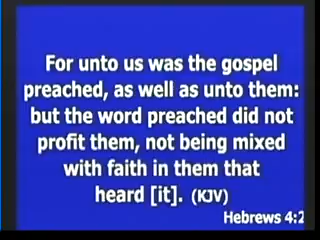 For unto us was the gospel
preached, as well as unto them:
but the word preached did not
profit them, not being mixed
with faith in them that
heard [it]. (KJV)
Hebrews 4:2